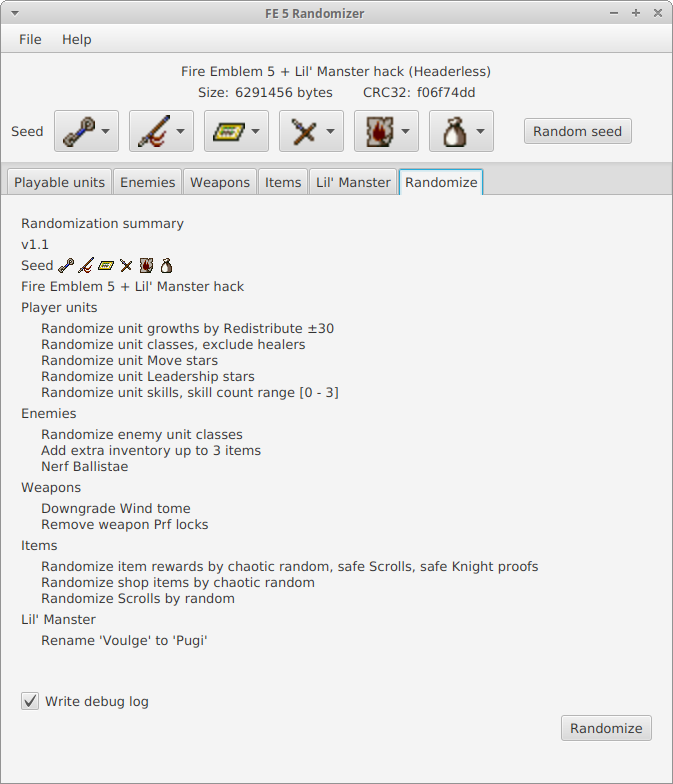 FE 5 Randomizer
File Help
Fire Emblem 5 + Lil' Manster hack (Headerless)
Size: 6291456 bytes CRC32: f06f74dd
Seed Random seed
Playable units Enemies Weapons Items Lil' Manster Randomize
Randomization summary
v1.1
Seed
Fire Emblem 5 + Lil' Manster hack
Player units
Randomize unit growths by Redistribute ±30
Randomize unit classes, exclude healers
Randomize unit Move stars
Randomize unit Leadership stars
Randomize unit skills, skill count range [0 - 3]
Enemies
Randomize enemy unit classes
Add extra inventory up to 3 items
Nerf Ballistae
Weapons
Downgrade Wind tome
Remove weapon Prf locks
Items
Randomize item rewards by chaotic random, safe Scrolls, safe Knight proofs
Randomize shop items by chaotic random
Randomize Scrolls by random
Lil' Manster
Rename 'Voulge' to 'Pugi'
Write debug log
Randomize